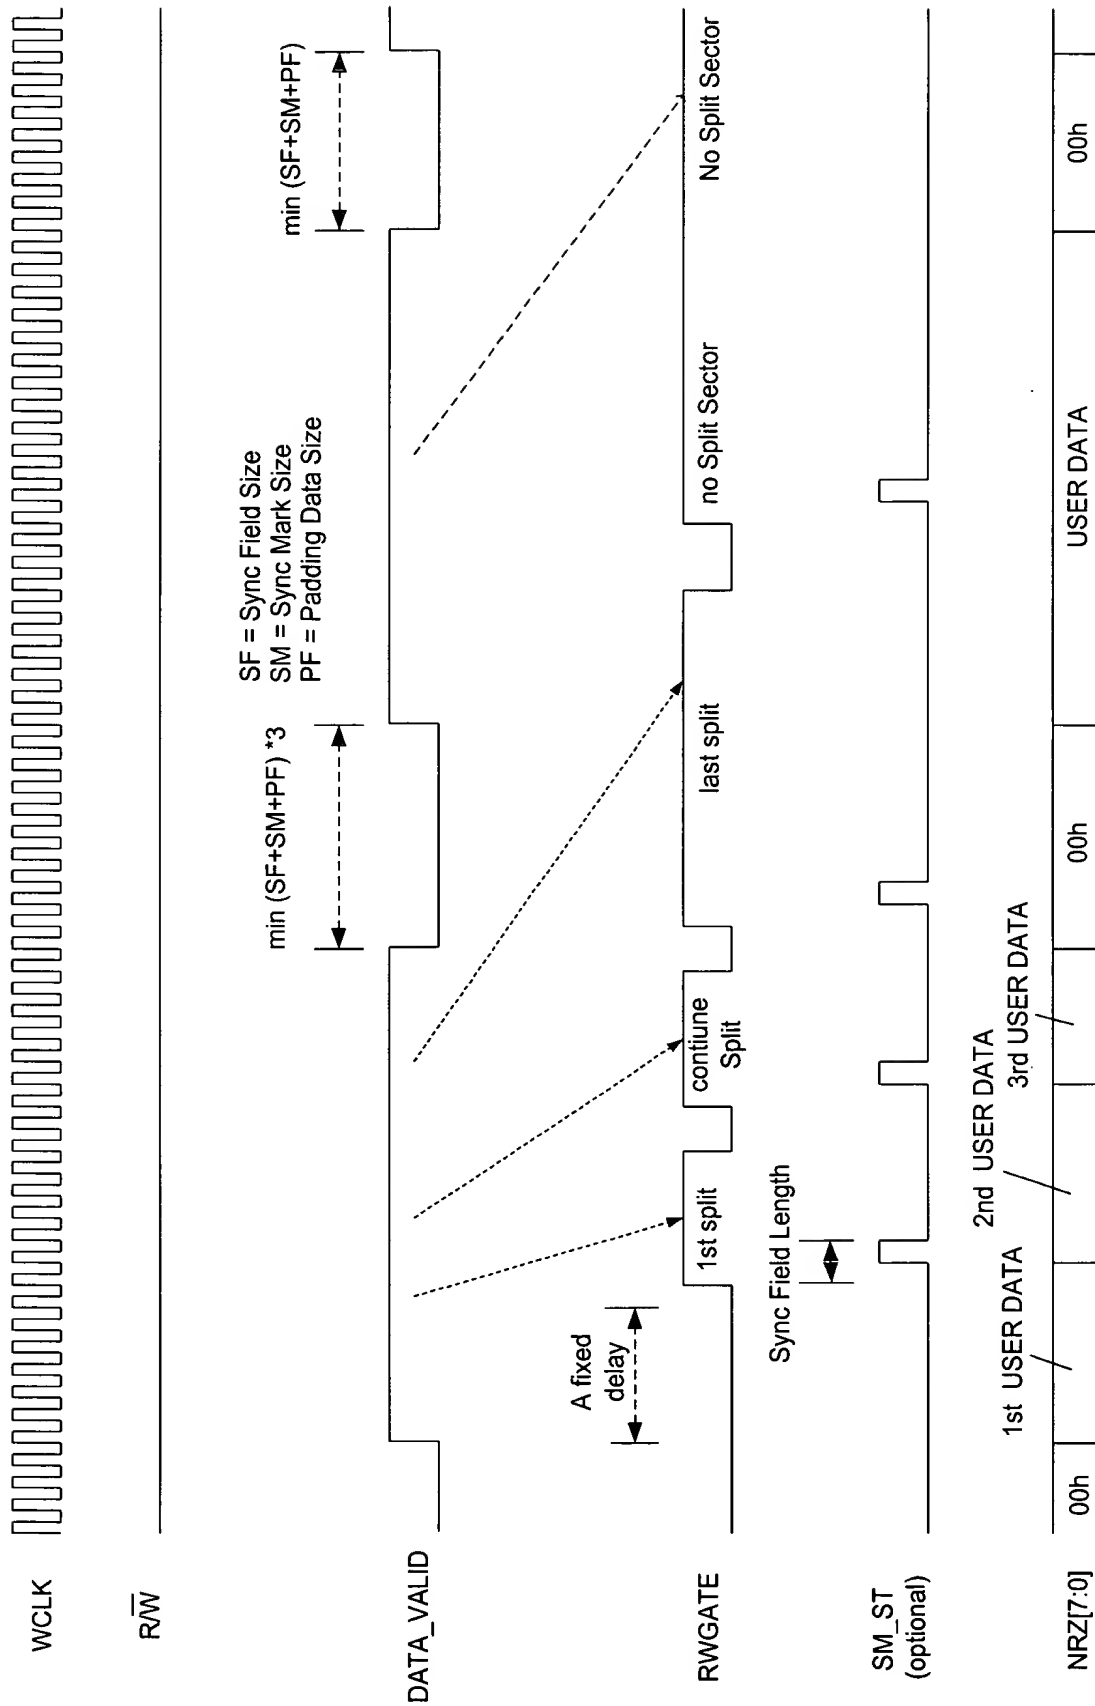 WCLK
R/W
DATA_VALID
min (SF+SM+PF) *3
SF = Sync Field Size
SM = Sync Mark Size
PF = Padding Data Size
min (SF+SM+PF)
RWGATE
A fixed
delay
1st split
contiune
Split
last split
no Split Sector
No Split Sector
SM_ST
(optional)
Sync Field Length
NRZ[7:0]
00h
1st USER DATA
2nd USER DATA
3rd USER DATA
00h
USER DATA
00h